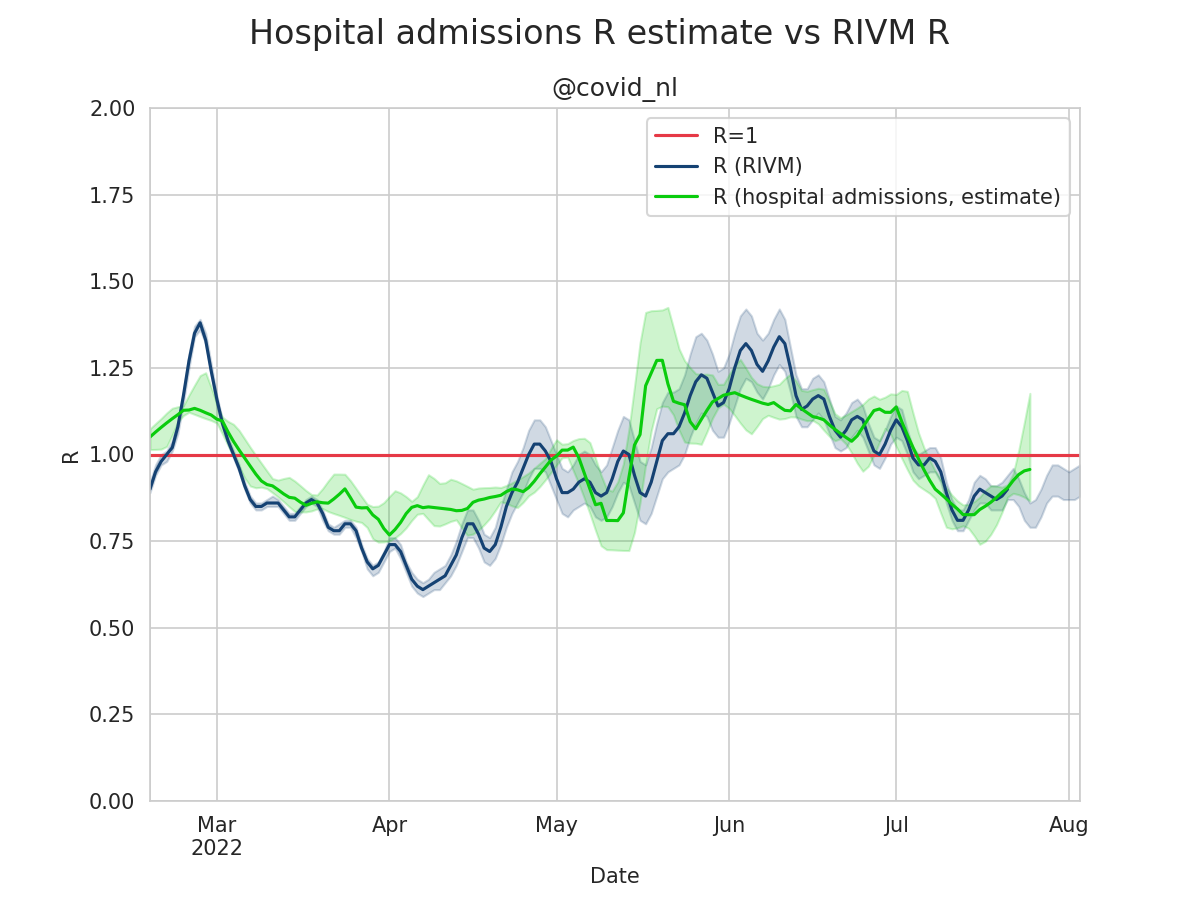 Hospital admissions R estimate vs RIVM R
@covid_nl
2.00
1.75
1.50
1.25
1.00
0.75
0.50
0.25
0.00
R
R=1
R (RIVM)
R (hospital admissions, estimate)
Mar Apr May Jun Jul Aug
2022
Date